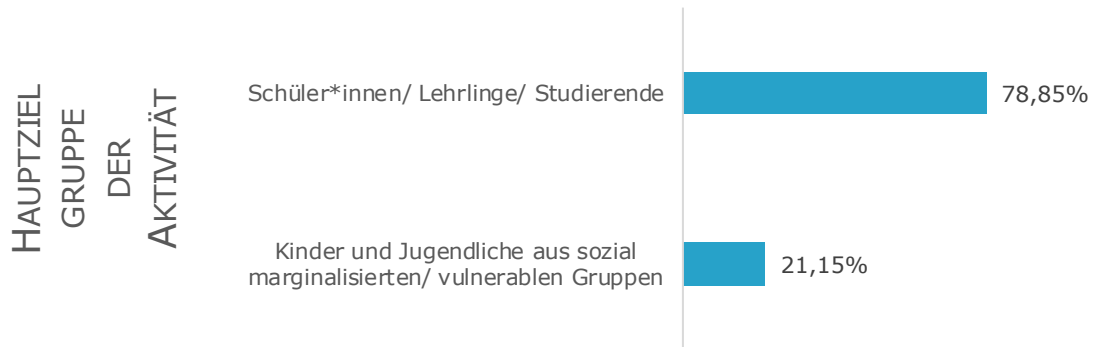 HAUPTZIEL
GRUPPE
DER
AKTIVITÄT
Schüler*innen/ Lehrlinge/ Studierende
78,85%
Kinder und Jugendliche aus sozial
marginalisierten/ vulnerablen Gruppen
21,15%